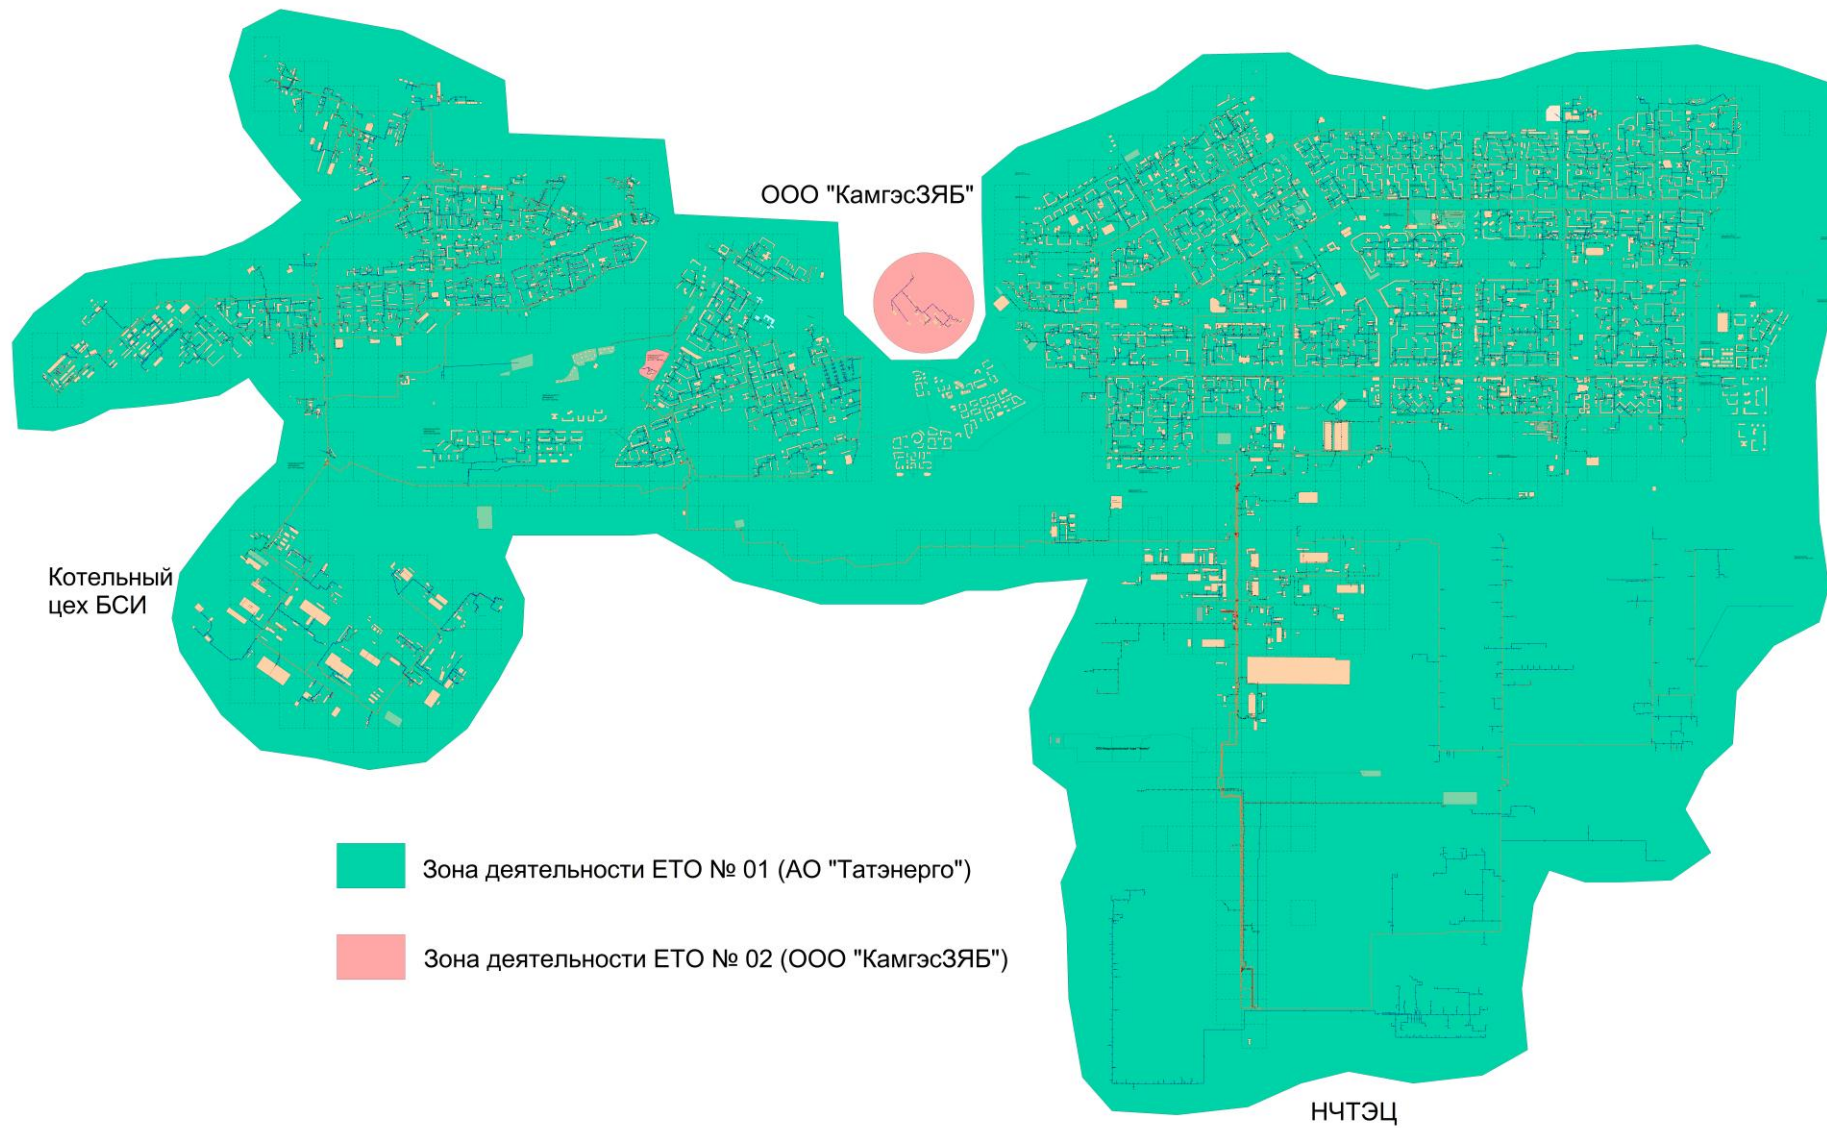 ООО "КамгэсЗЯБ"
Котельный
цех БСИ
Зона деятельности ЕТО № 01 (АО "Татэнерго")
Зона деятельности ЕТО № 02 (ООО "КамгэсЗЯБ")
НЧТЭЦ